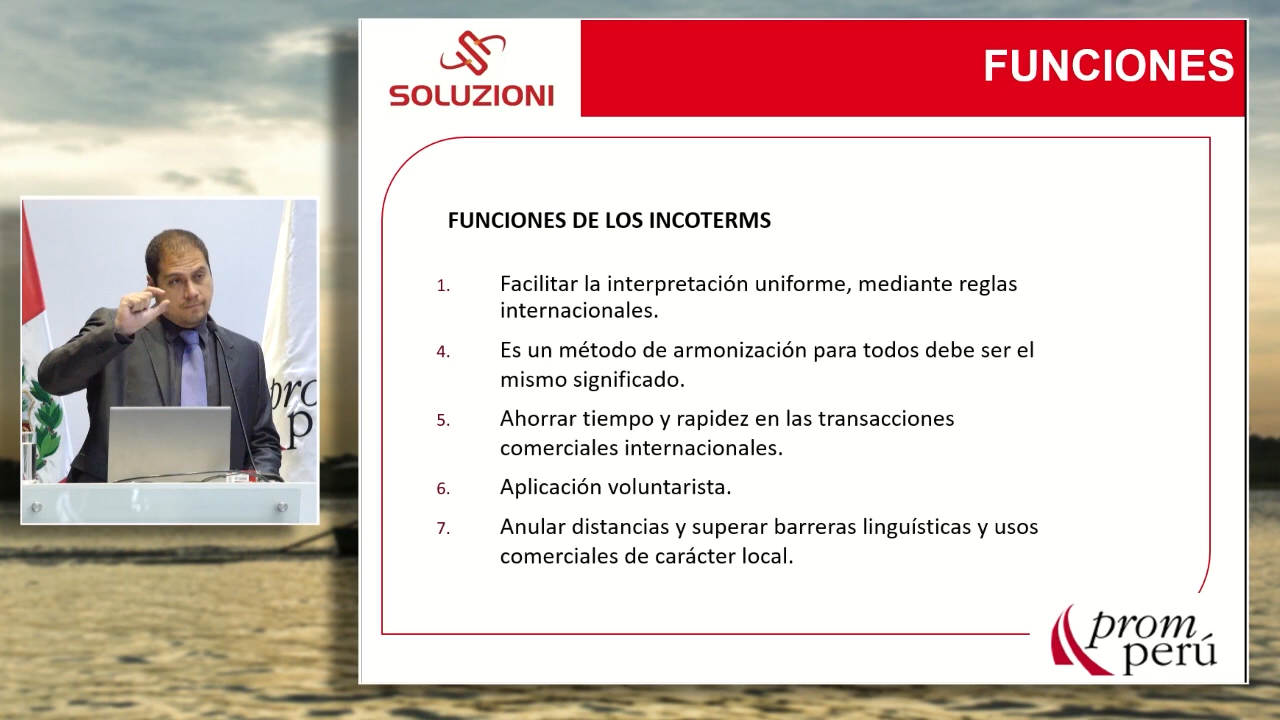 SOLUZIONI
FUNCIONES
FUNCIONES DE LOS INCOTERMS
1. Facilitar la interpretación uniforme, mediante reglas
internacionales.
4. Es un método de armonización para todos debe ser el
mismo significado.
5. Ahorrar tiempo y rapidez en las transacciones
comerciales internacionales.
6. Aplicación voluntarista.
7. Anular distancias y superar barreras linguísticas y usos
comerciales de carácter local.
prom
perú
pro
p